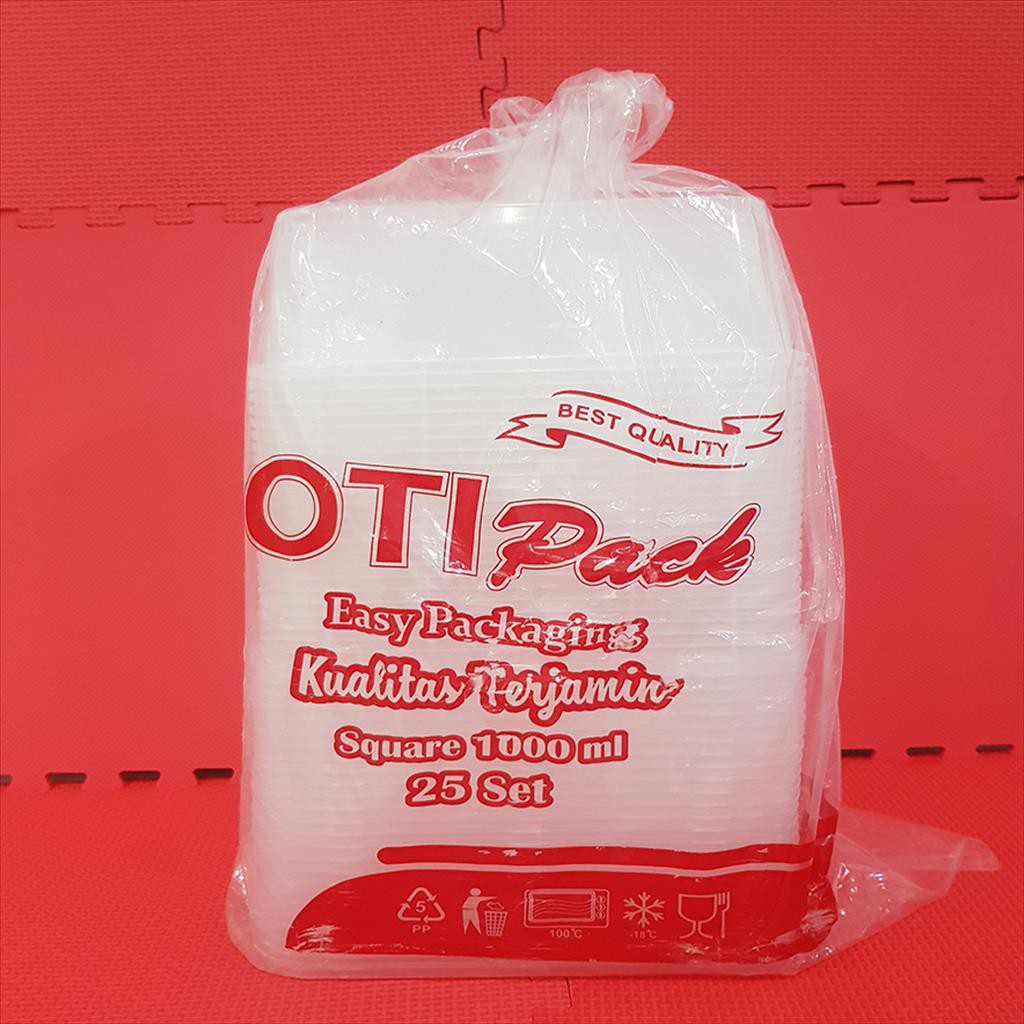 BEST QUALITY
OTI Pack
Easy Packaging
Kualitas Terjamin
Square 1000 ml
25 Set
5
PP
100°C
-18°C